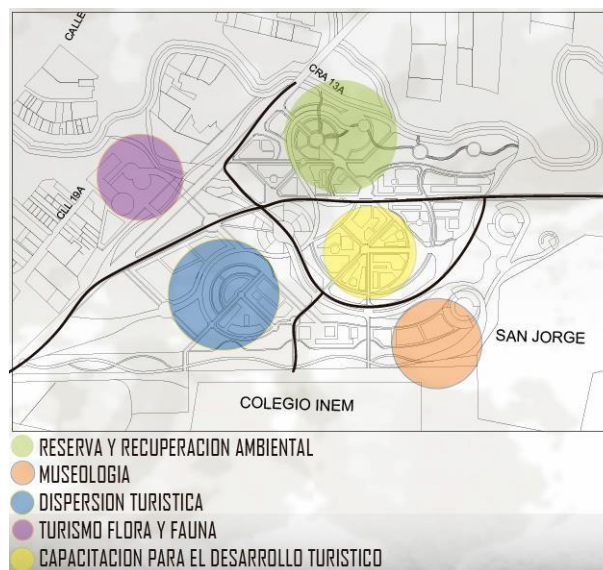 CALLE
CRA 13A
CLL 19A
SAN JORGE
COLEGIO INEM
RESERVA Y RECUPERACION AMBIENTAL
MUSEOLOGIA
DISPERSION TURISTICA
TURISMO FLORA Y FAUNA
CAPACITACION PARA EL DESARROLLO TURISTICO